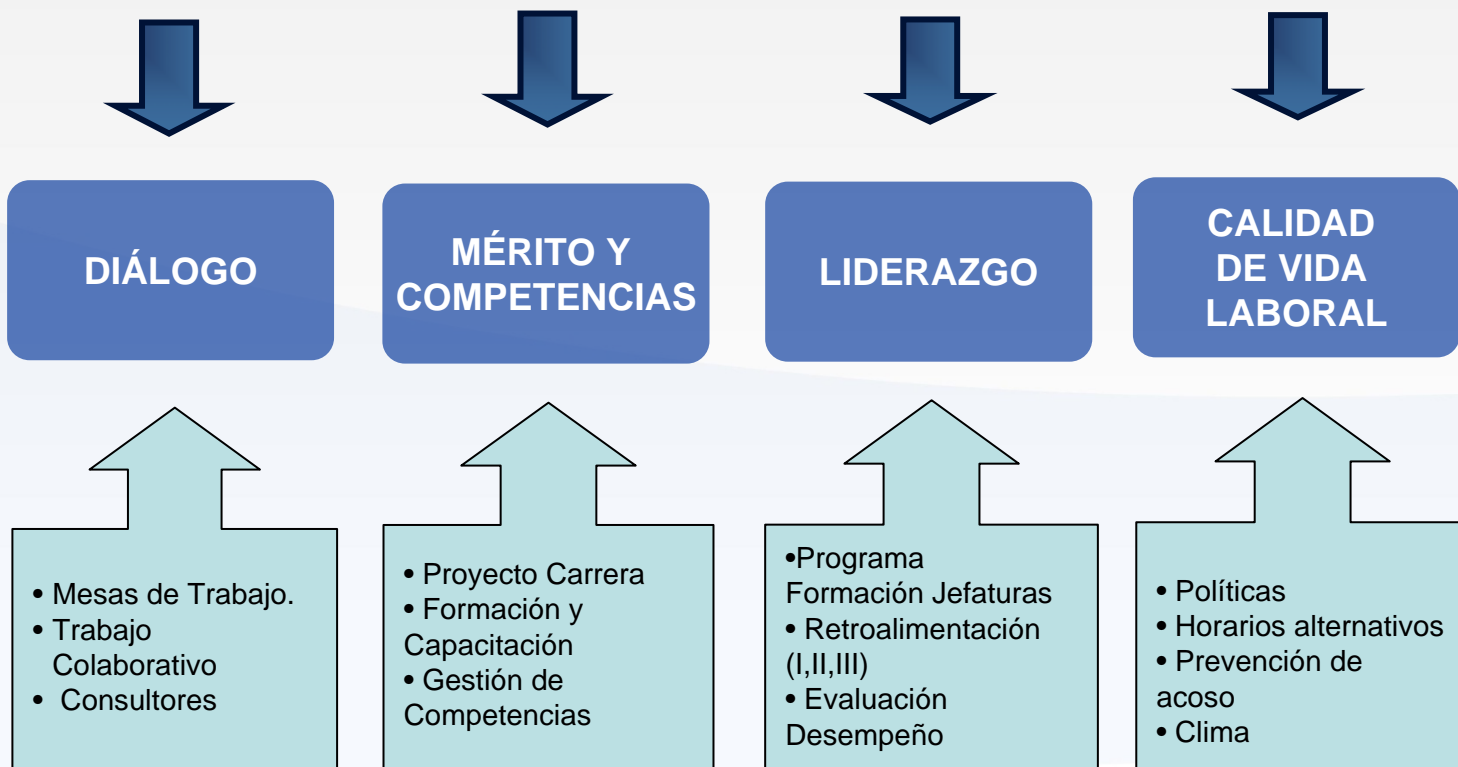 DIÁLOGO
MÉRITO Y
COMPETENCIAS
LIDERAZGO
CALIDAD
DE VIDA
LABORAL
• Mesas de Trabajo.
• Trabajo
Colaborativo
• Consultores
• Proyecto Carrera
• Formación y
Capacitación
• Gestión de
Competencias
•Programa
Formación Jefaturas
• Retroalimentación
(I,II,III)
• Evaluación
Desempeño
• Políticas
• Horarios alternativos
• Prevención de
acoso
• Clima